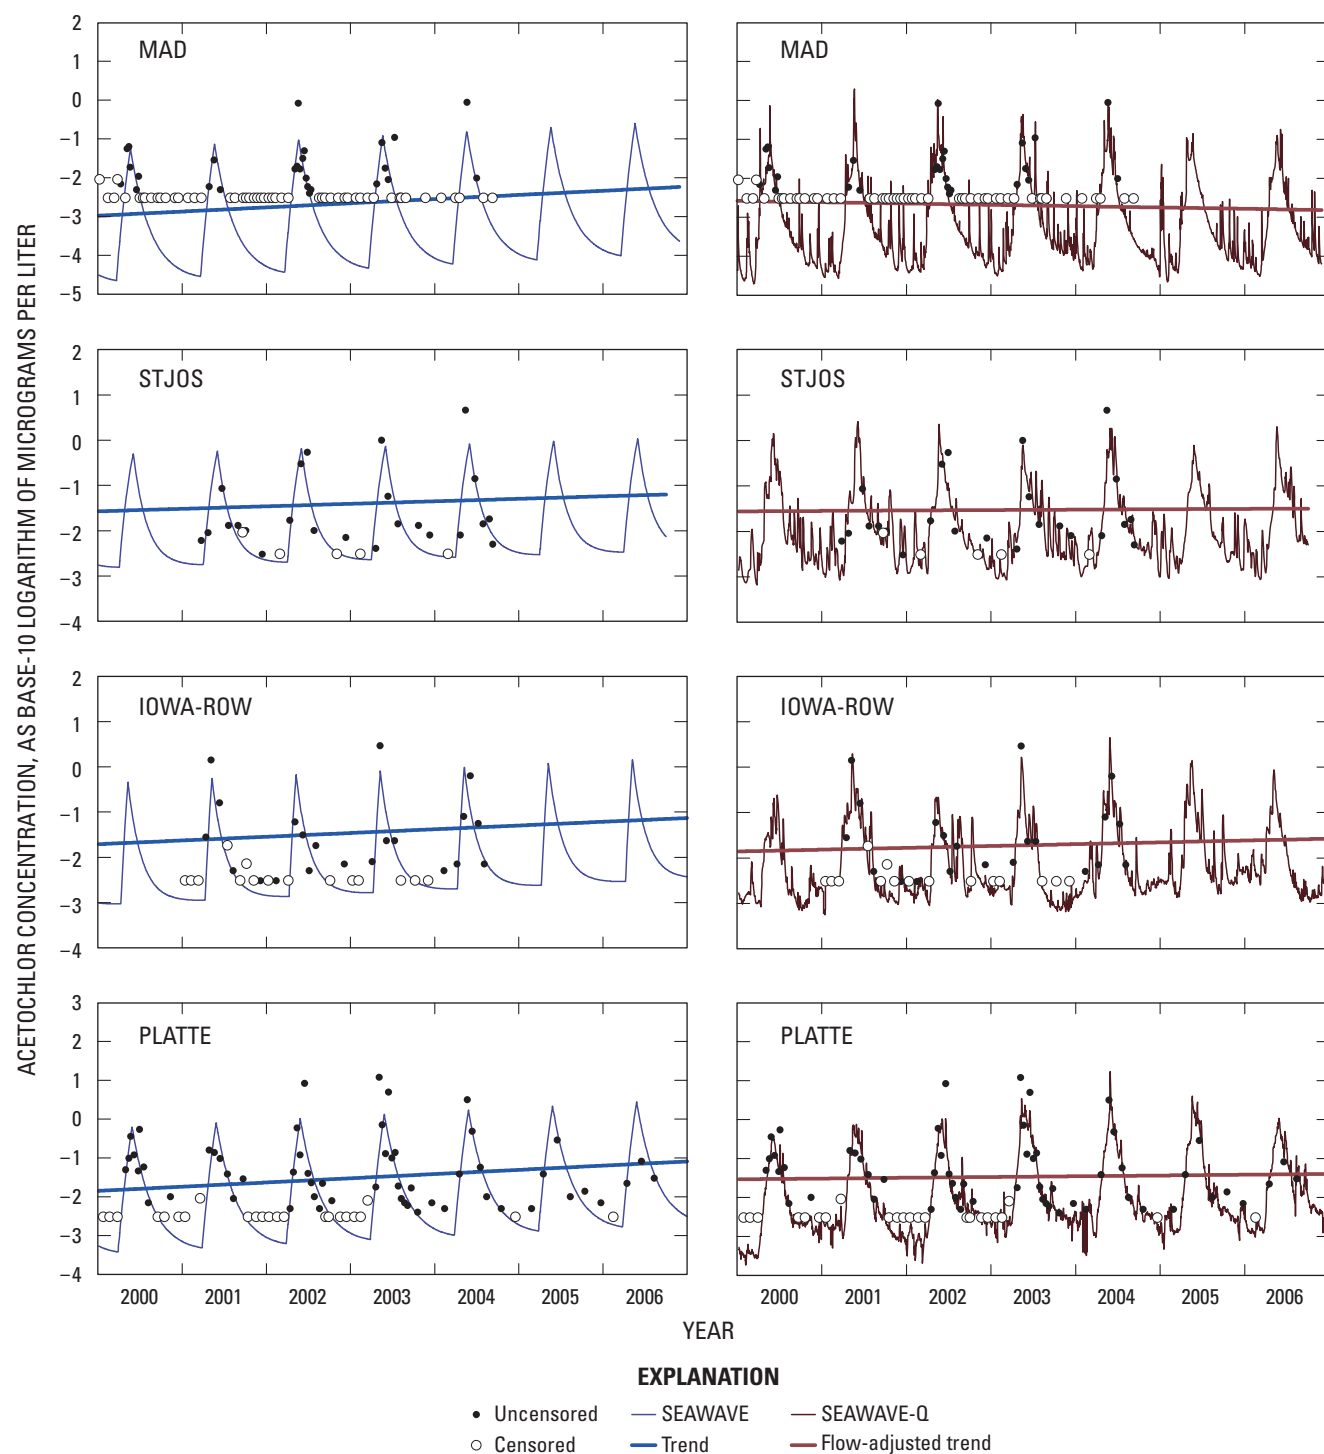 ACETOCHLOR CONCENTRATION, AS BASE-10 LOGARITHM OF MICROGRAMS PER LITER
2
1
0
−1
−2
−3
−4
−5
MAD
MAD
2
1
0
−1
−2
−3
−4
STJOS
STJOS
2
1
0
−1
−2
−3
−4
IOWA-ROW
IOWA-ROW
3
2
1
0
−1
−2
−3
−4
PLATTE
PLATTE
2000 2001 2002 2003 2004 2005 2006 2000 2001 2002 2003 2004 2005 2006
YEAR
EXPLANATION
Uncensored SEAWAVE SEAWAVE-Q
Censored Trend Flow-adjusted trend